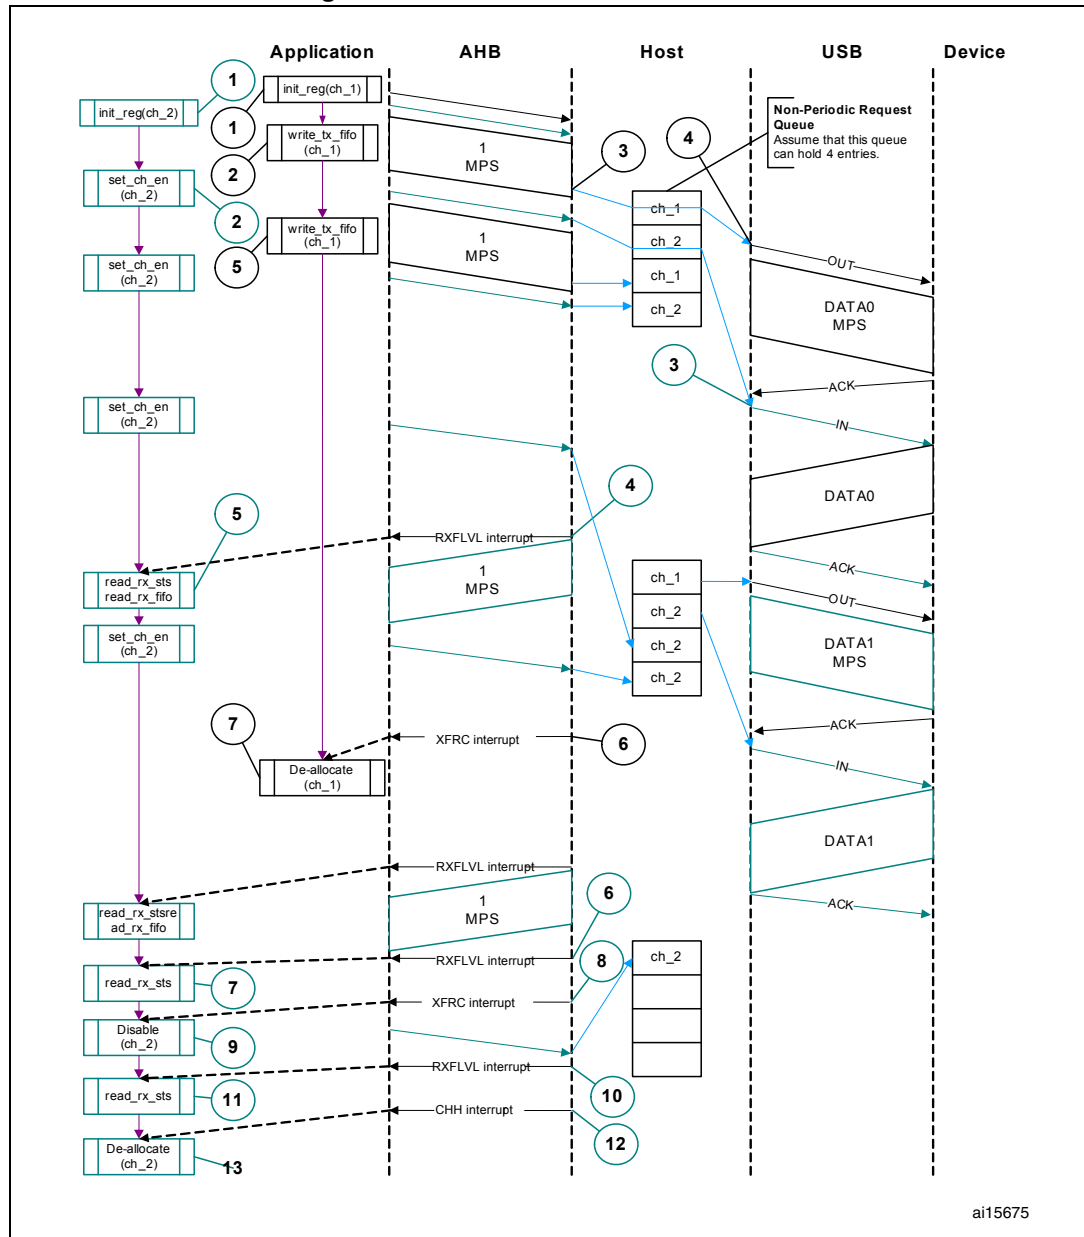 Application
AHB
Host
USB
Device
1
init_reg(ch_2)
init_reg(ch_1)
1
write_tx_fifo
(ch_1)
2
1
MPS
3
4
Non-Periodic Request
Queue
Assume that this queue
can hold 4 entries.
set_ch_en
(ch_2)
2
write_tx_fifo
(ch_1)
5
1
MPS
ch_1
ch_2
ch_1
ch_2
set_ch_en
(ch_2)
OUT
DATA0
MPS
3
ACK
set_ch_en
(ch_2)
IN
DATA0
4
5
RXFLVL interrupt
ACK
read_rx_sts
read_rx_fifo
1
MPS
ch_1
ch_2
ch_2
ch_2
OUT
set_ch_en
(ch_2)
DATA1
MPS
7
XFRC interrupt
6
ACK
De-allocate
(ch_1)
IN
DATA1
RXFLVL interrupt
read_rx_stsre
ad_rx_fifo
1
MPS
6
ACK
RXFLVL interrupt
8
ch_2
read_rx_sts
7
XFRC interrupt
Disable
(ch_2)
9
RXFLVL interrupt
10
read_rx_sts
11
CHH interrupt
12
De-allocate
(ch_2)
13
ai15675